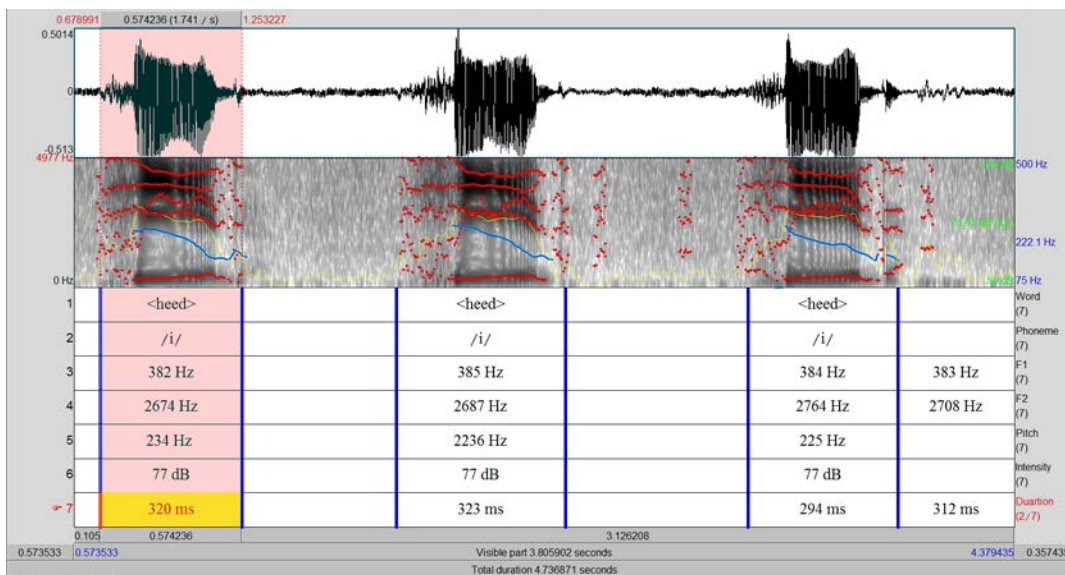 0.678991 0.574236 (1.741 / s) 1.253227
0.5014
0
-0.513
4977 Hz 500 Hz
222.1 Hz
0 Hz 75 Hz
1 <heed> <heed> <heed> Word (7)
2 /i/ /i/ /i/ Phoneme (7)
3 382 Hz 385 Hz 384 Hz 383 Hz F1 (7)
4 2674 Hz 2687 Hz 2764 Hz 2708 Hz F2 (7)
5 234 Hz 2236 Hz 225 Hz Pitch (7)
6 77 dB 77 dB 77 dB Intensity (7)
7 320 ms 323 ms 294 ms 312 ms Duartion (2/7)
0.105 0.574236 3.126208
0.573533 0.573533 Visible part 3.805902 seconds 4.379435 0.357435
Total duration 4.736871 seconds